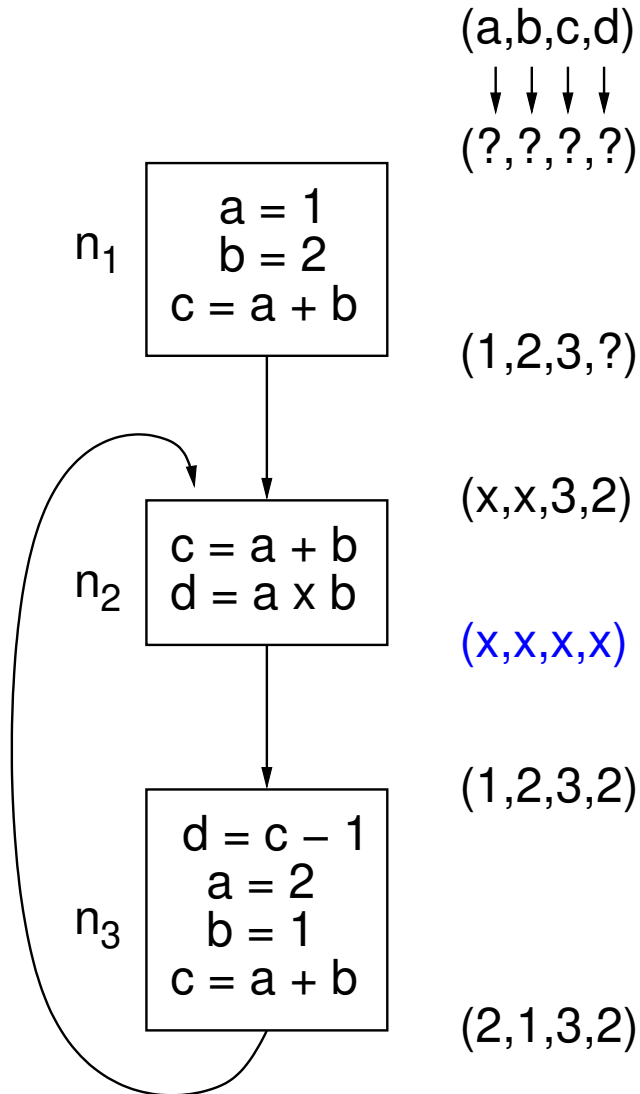 (a,b,c,d)
(?,?,?,?)
n1
a = 1
b = 2
c = a + b
(1,2,3,?)
(x,x,3,2)
n2
c = a + b
d = a x b
(x,x,x,x)
(1,2,3,2)
n3
d = c − 1
a = 2
b = 1
c = a + b
(2,1,3,2)